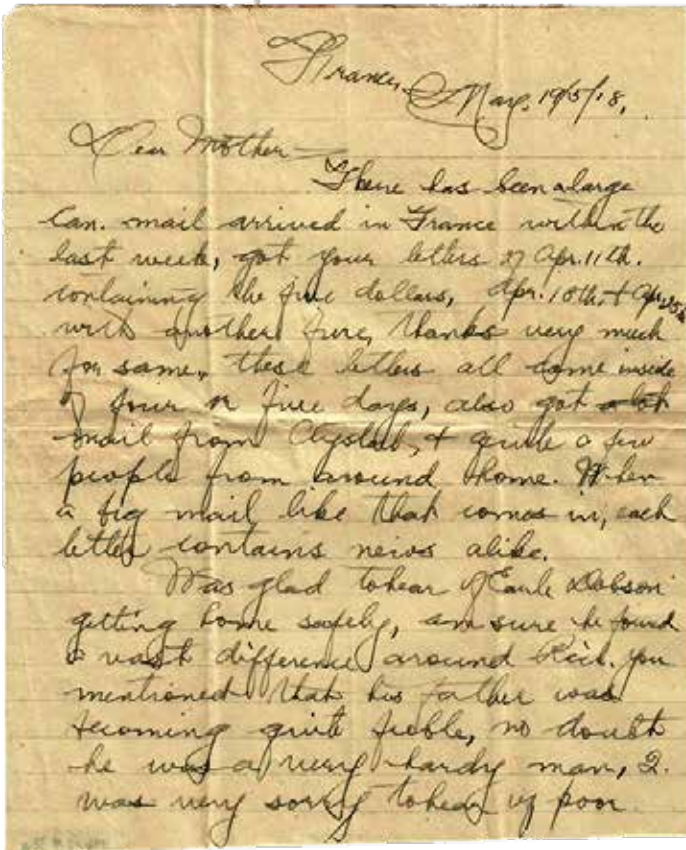 France,
May, 19/5/18,
Dear Mother
There has been a large
Can. mail arrived in France within the
last week, got your letters of Apr. 11th.
containing the five dollars, Apr. 18th, + Apr. 25th
with another five, thanks very much
for same, these letters all came inside
of four or five days, also got a lot
mail from + quite a few
people from around home. When
a big mail like that comes in, each
letter contains news alike.
Was glad to hear of Earle Dobson
getting home safely, am sure he found
a vast difference around Rich. you
mentioned that his father was
becoming quite feeble, no doubt
he was a very hardy man, I.
was very sorry to hear of poor